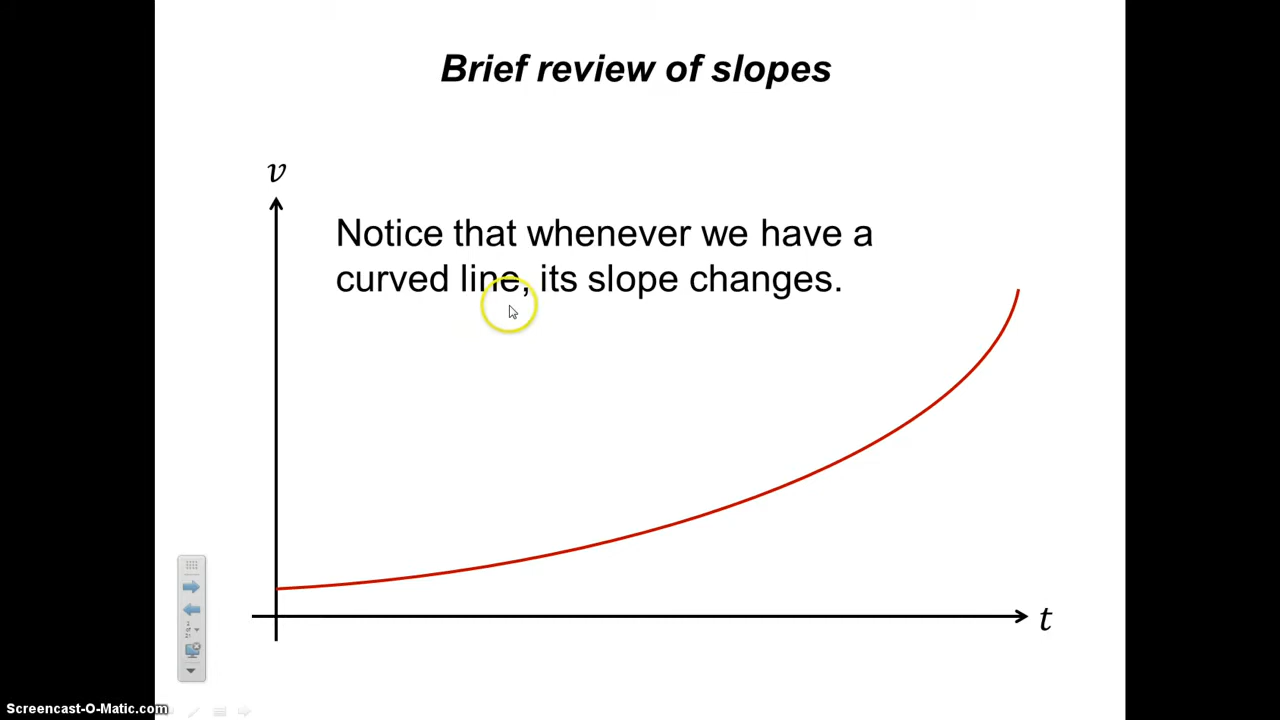 Brief review of slopes
v
Notice that whenever we have a
curved line, its slope changes.
t
Screencast-O-Matic.com